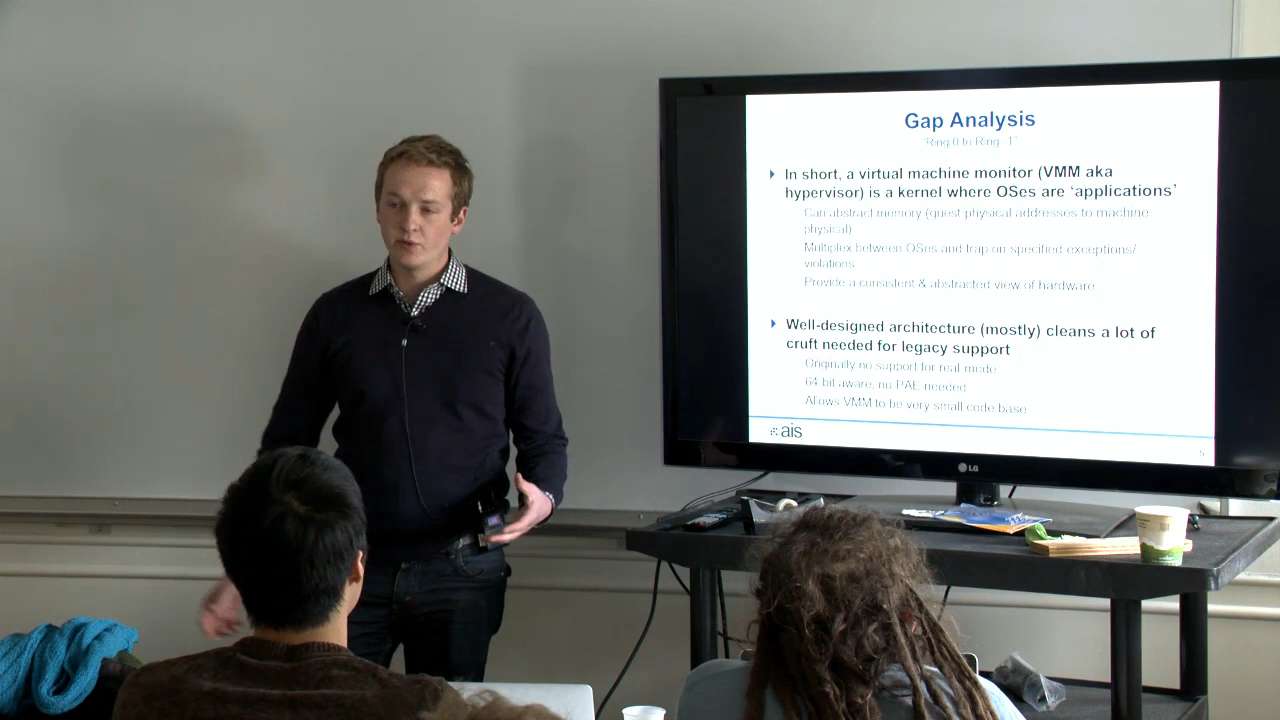 Gap Analysis
"Ring 0 to Ring -1"
In short, a virtual machine monitor (VMM aka
hypervisor) is a kernel where OSes are ‘applications’
Can abstract memory (guest physical addresses to machine
physical)
Multiplex between OSes and trap on specified exceptions/
violations
Provide a consistent & abstracted view of hardware
Well-designed architecture (mostly) cleans a lot of
cruft needed for legacy support
Originally no support for real mode
64 bit aware, no PAE needed
Allows VMM to be very small code base
ais
LG